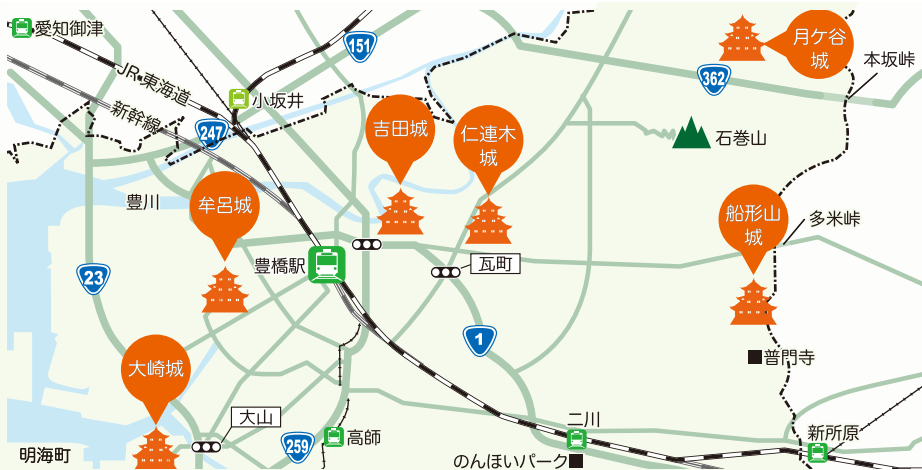 愛知御津
151
月ケ谷
城
本坂峠
JR・東海道
362
小坂井
新幹線
247
吉田城
仁連木
城
石巻山
豊川
牟呂城
船形山
城
多米峠
豊橋駅
瓦町
23
1
普門寺
大崎城
大山
二川
新所原
259
高師
明海町
のんほいパーク